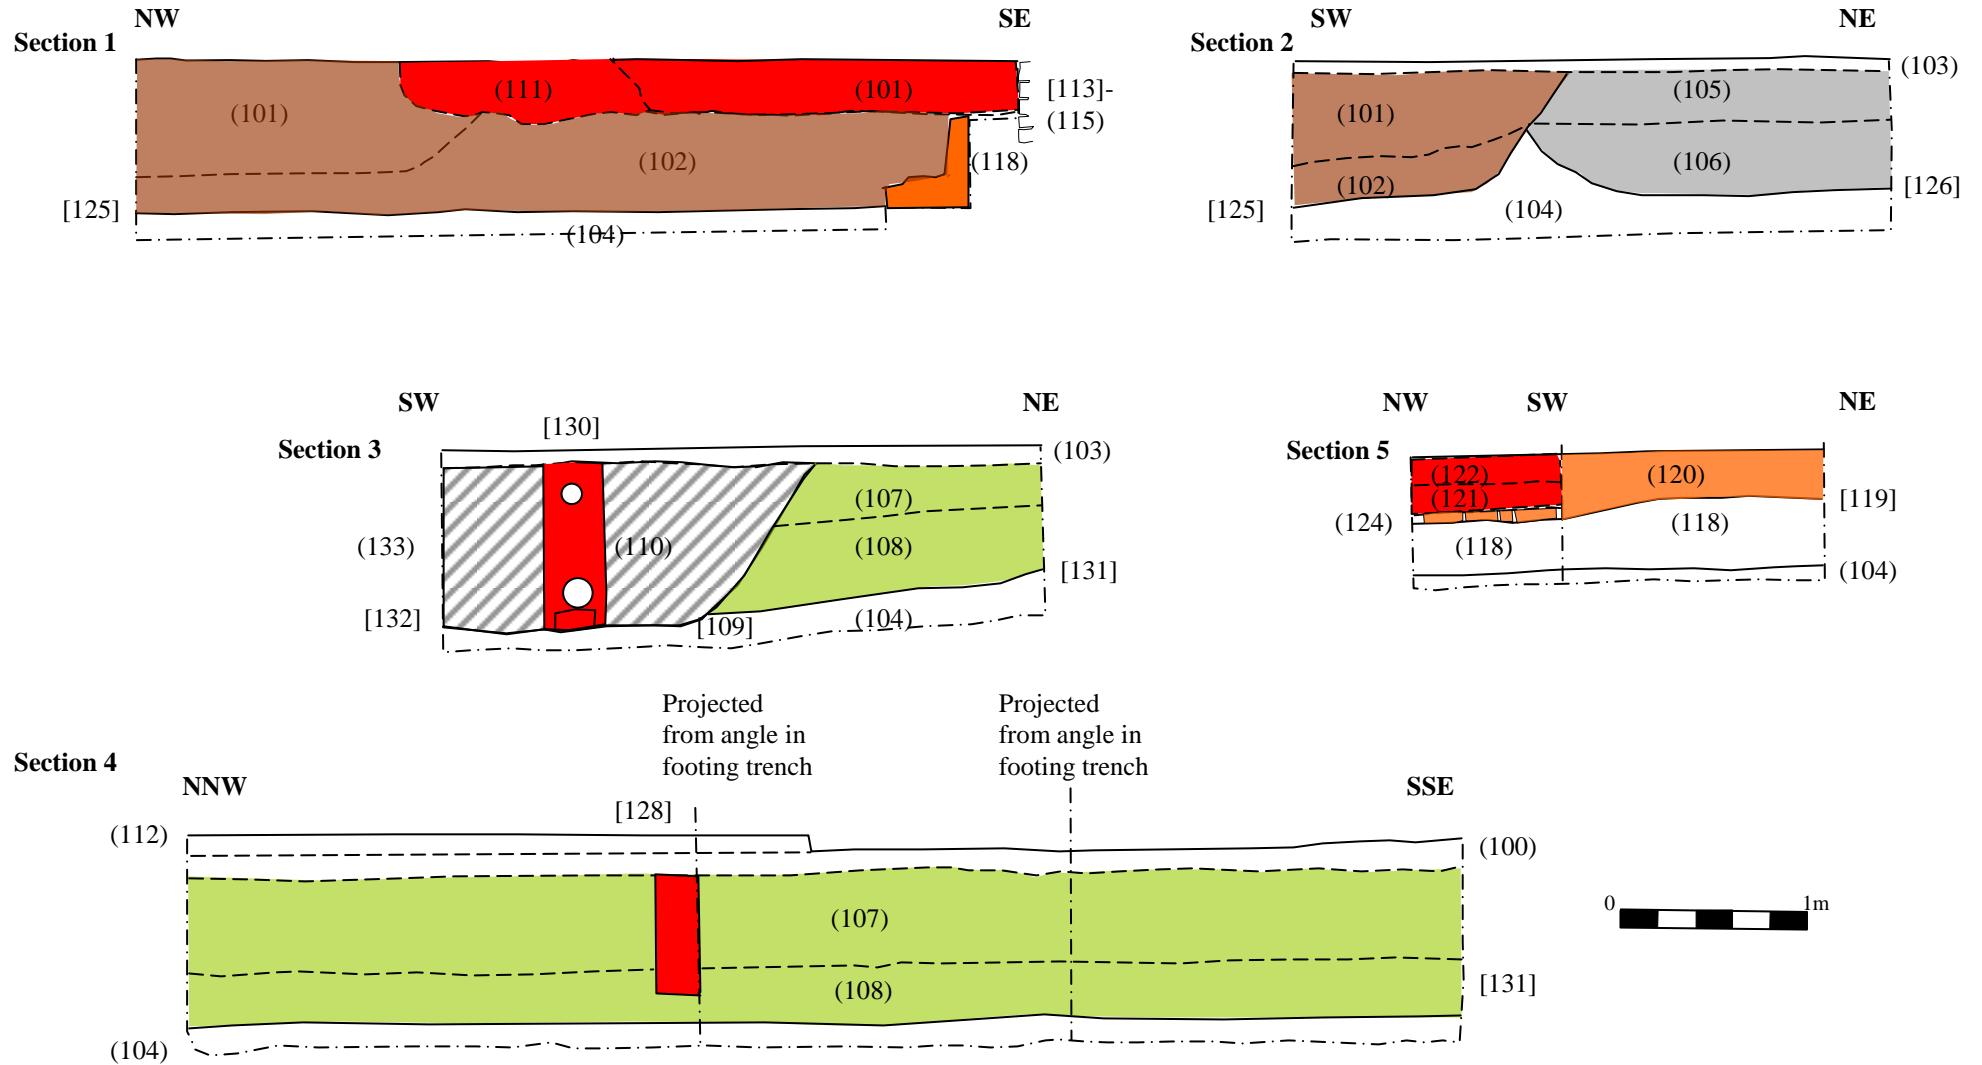 NW SE
Section 1
(101) (111) (101) [113]-
(115)
(102) (118)
[125]
(104)
SW NE
Section 2
(103)
(101) (105)
(102) (106)
[125] (104) [126]
SW NE
[130]
Section 3
(103)
(107)
(133) (110) (108)
[131]
[132] [109] (104)
NW SW NE
Section 5
(122) (120)
(121) [119]
(124) (118) (118)
(104)
Projected
from angle in
footing trench
Projected
from angle in
footing trench
Section 4
NNW SSE
[128]
(112) (100)
(107)
(108) [131]
(104)
0 1m